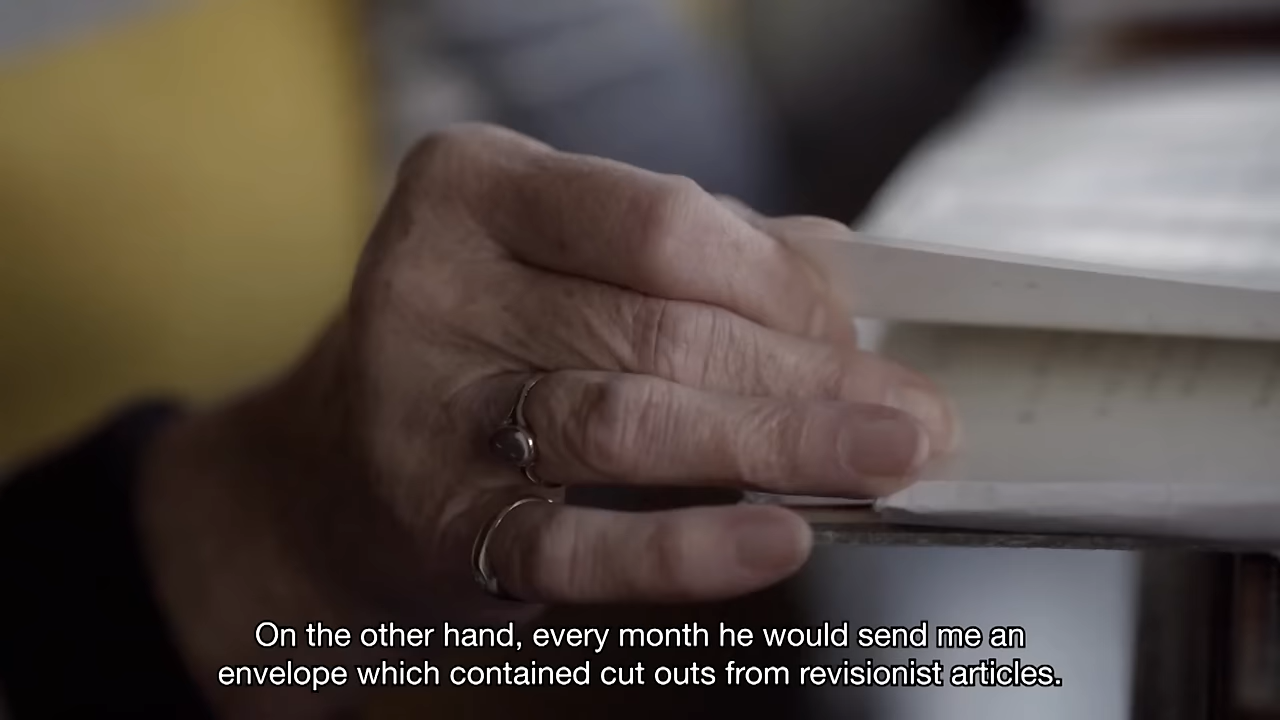 On the other hand, every month he would send me an
envelope which contained cut outs from revisionist articles.